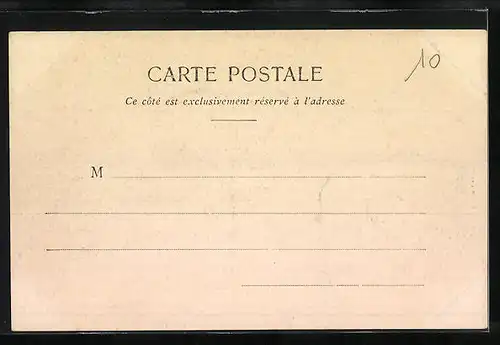 10
CARTE POSTALE
Ce côté est exclusivement réservé à l'adresse
M